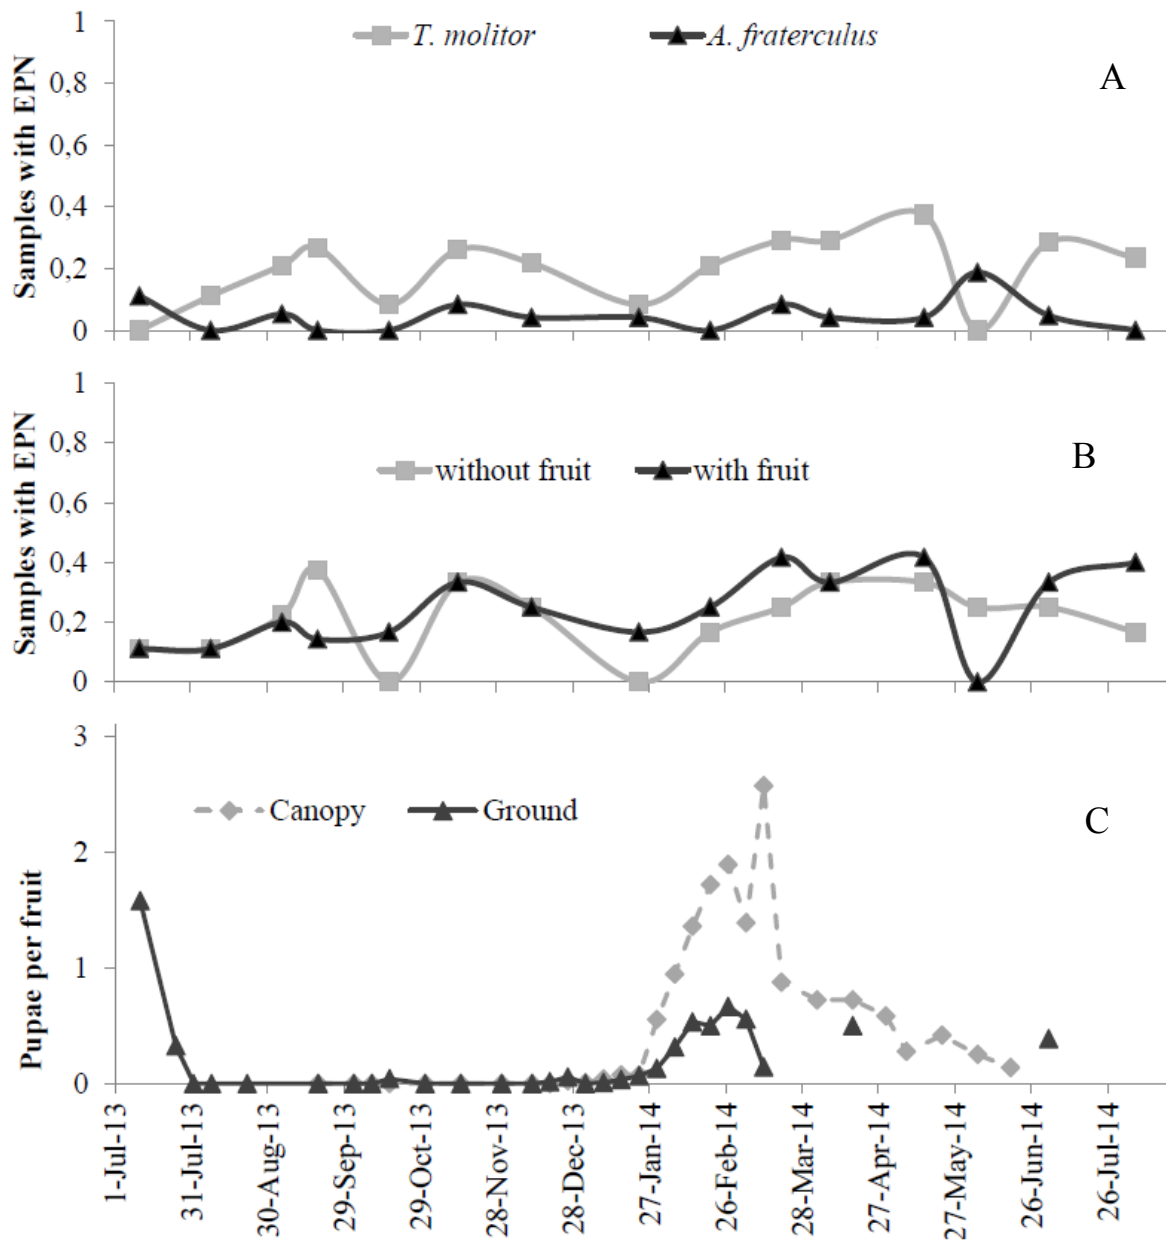 1
T. molitor
A. fraterculus
A
0,8
0,6
0,4
0,2
0
Samples with EPN
1
0,8
B
without fruit
with fruit
0,6
0,4
0,2
0
Samples with EPN
3
Canopy
Ground
C
2
1
0
Pupae per fruit
1-Jul-13
31-Jul-13
30-Aug-13
29-Sep-13
29-Oct-13
28-Nov-13
28-Dec-13
27-Jan-14
26-Feb-14
28-Mar-14
27-Apr-14
27-May-14
26-Jun-14
26-Jul-14